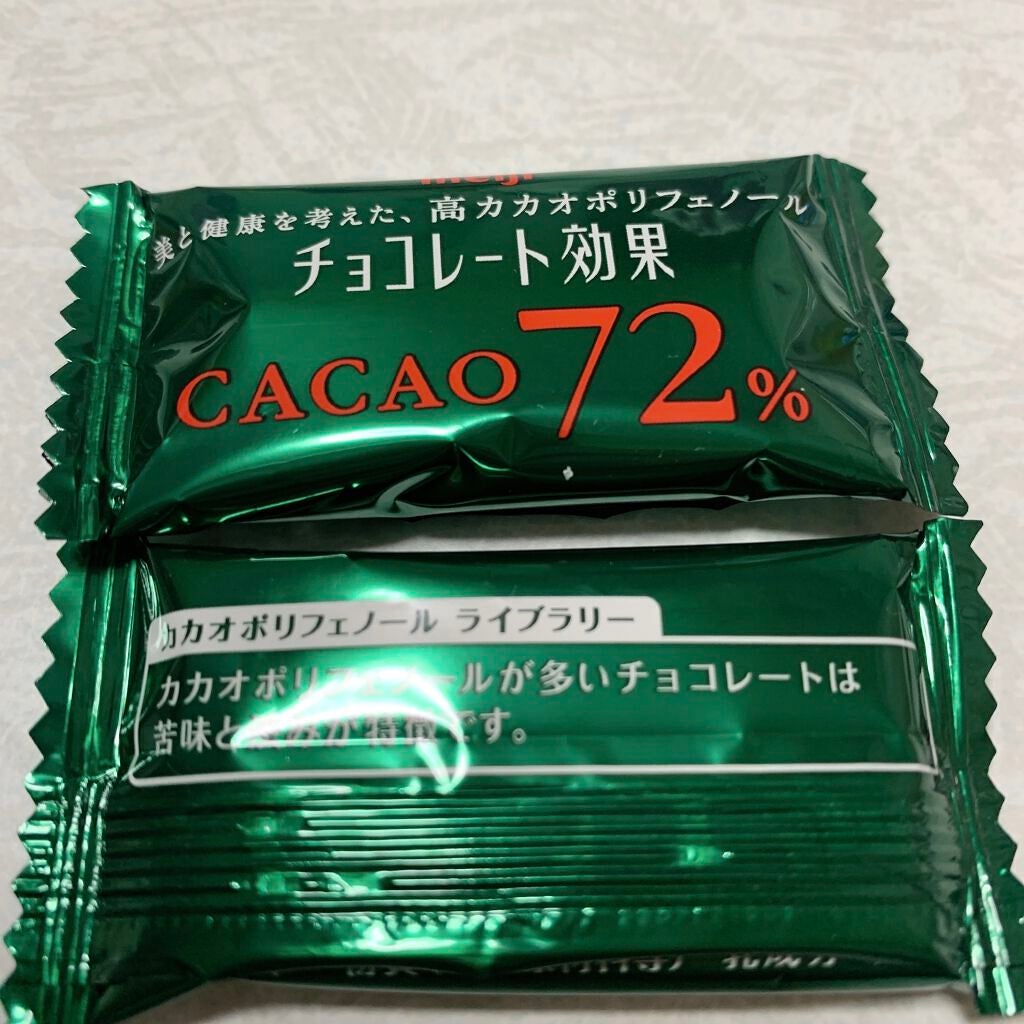 meiji
美と健康を考えた、高カカオポリフェノール
チョコレート効果
CACAO 72%
カカオポリフェノール ライブラリー
カカオポリフェノールが多いチョコレートは
苦味と渋みが特徴です。